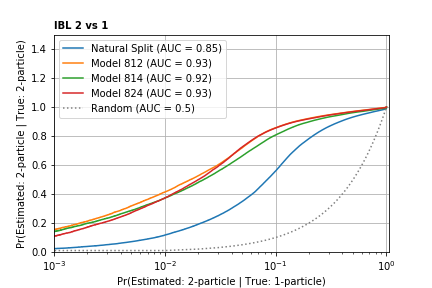 IBL 2 vs 1
Pr(Estimated: 2-particle | True: 2-particle)
1.4
1.2
1.0
0.8
0.6
0.4
0.2
0.0
Natural Split (AUC = 0.85)
Model 812 (AUC = 0.93)
Model 814 (AUC = 0.92)
Model 824 (AUC = 0.93)
Random (AUC = 0.5)
10⁻³
10⁻²
10⁻¹
10⁰
Pr(Estimated: 2-particle | True: 1-particle)